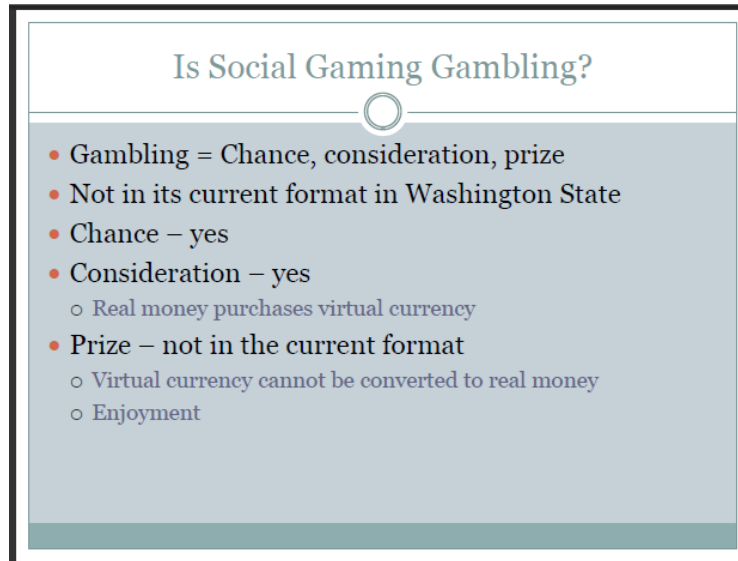 Is Social Gaming Gambling?
• Gambling = Chance, consideration, prize
• Not in its current format in Washington State
• Chance – yes
• Consideration – yes
○ Real money purchases virtual currency
• Prize – not in the current format
○ Virtual currency cannot be converted to real money
○ Enjoyment